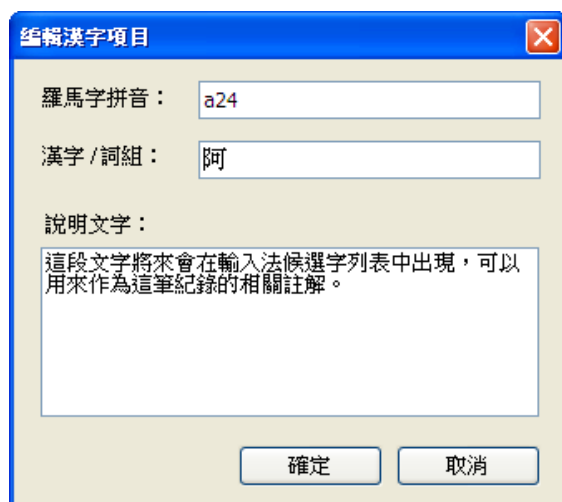 編輯漢字項目
羅馬字拼音：
a24
漢字/詞組：
阿
說明文字：
這段文字將來會在輸入法候選字列表中出現，可以
用來作為這筆紀錄的相關註解。
確定
取消